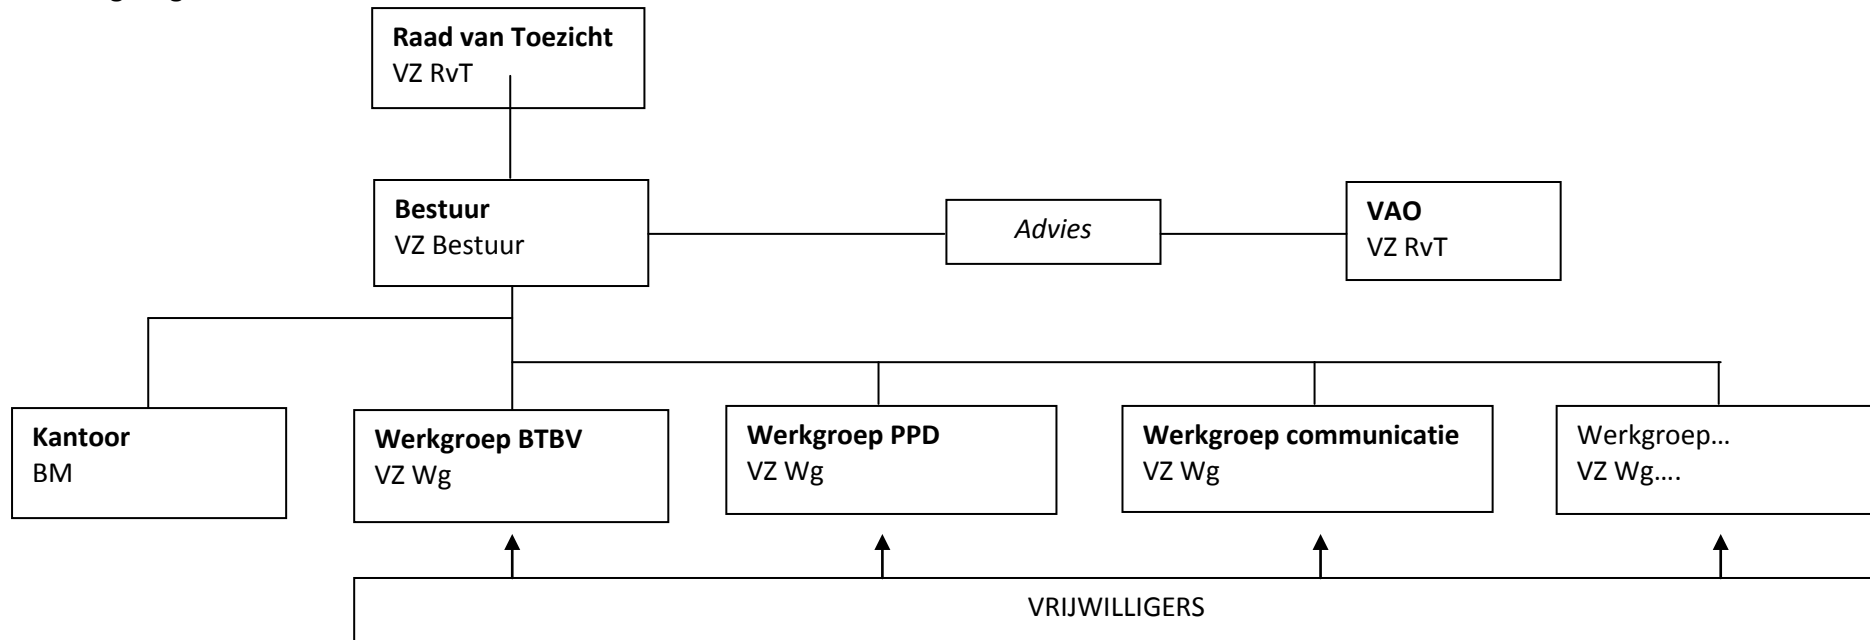 Raad van Toezicht
VZ RvT
Bestuur
VZ Bestuur
Advies
VAO
VZ RvT
Kantoor
BM
Werkgroep BTBV
VZ Wg
Werkgroep PPD
VZ Wg
Werkgroep communicatie
VZ Wg
Werkgroep…
VZ Wg….
VRIJWILLIGERS